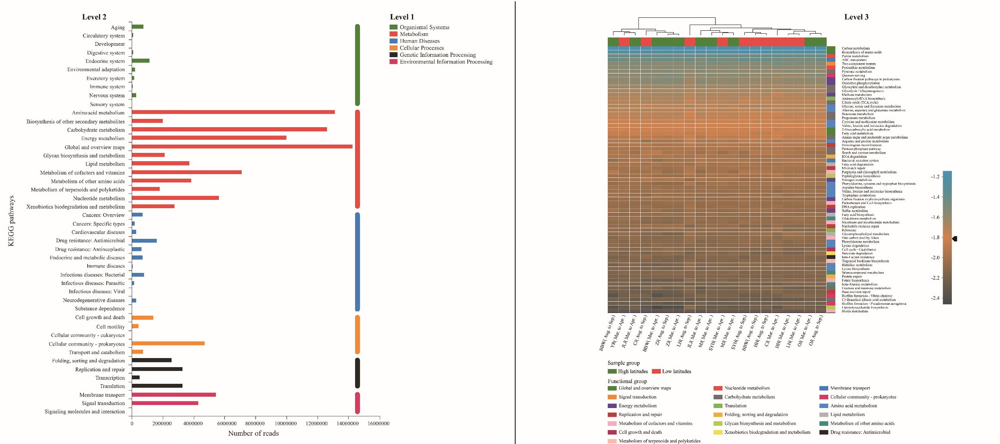 Level 2
Aging
Circulatory system
Development
Digestive system
Endocrine system
Environmental adaptation
Excretory system
Immune system
Nervous system
Sensory system
Amino acid metabolism
Biosynthesis of other secondary metabolites
Carbohydrate metabolism
Energy metabolism
Global and overview maps
Glycan biosynthesis and metabolism
Lipid metabolism
Metabolism of cofactors and vitamins
Metabolism of other amino acids
Metabolism of terpenoids and polyketides
Nucleotide metabolism
Xenobiotics biodegradation and metabolism
Cancers: Overview
Cancers: Specific types
Cardiovascular diseases
Drug resistance: Antimicrobial
Drug resistance: Antineoplastic
Endocrine and metabolic diseases
Immune diseases
Infectious diseases: Bacterial
Infectious diseases: Parasitic
Infectious diseases: Viral
Neurodegenerative diseases
Substance dependence
Cell growth and death
Cell motility
Cellular community - eukaryotes
Cellular community - prokaryotes
Transport and catabolism
Folding, sorting and degradation
Replication and repair
Transcription
Translation
Membrane transport
Signal transduction
Signaling molecules and interaction
KEGG pathways
0 2000000 4000000 6000000 8000000 10000000 12000000 14000000 16000000
Number of reads
Level 1
Organismal Systems
Metabolism
Human Diseases
Cellular Processes
Genetic Information Processing
Environmental Information Processing
Level 3
Carbon metabolism
Biosynthesis of amino acids
Purine metabolism
ABC transporters
Two-component system
Pyrimidine metabolism
Pyruvate metabolism
Quorum sensing
Carbon fixation pathways in prokaryotes
Oxidative phosphorylation
Glyoxylate and dicarboxylate metabolism
Glycolysis / Gluconeogenesis
Methane metabolism
Aminoacyl-tRNA biosynthesis
Citrate cycle (TCA cycle)
Glycine, serine and threonine metabolism
Alanine, aspartate and glutamate metabolism
Butanoate metabolism
Propanoate metabolism
Cysteine and methionine metabolism
Valine, leucine and isoleucine degradation
2-Oxocarboxylic acid metabolism
Fatty acid metabolism
Amino sugar and nucleotide sugar metabolism
Arginine and proline metabolism
Homologous recombination
Pentose phosphate pathway
Starch and sucrose metabolism
RNA degradation
Bacterial secretion system
Fatty acid degradation
Mismatch repair
Porphyrin and chlorophyll metabolism
Peptidoglycan biosynthesis
Nitrogen metabolism
Phenylalanine, tyrosine and tryptophan biosynthesis
Arginine biosynthesis
Valine, leucine and isoleucine biosynthesis
Tryptophan metabolism
Carbon fixation in photosynthetic organisms
Pantothenate and CoA biosynthesis
DNA replication
Sulfur metabolism
Fatty acid biosynthesis
Glutathione metabolism
Nicotinate and nicotinamide metabolism
Nucleotide excision repair
Ribosome
Glycerophospholipid metabolism
One carbon pool by folate
Phenylalanine metabolism
Lysine degradation
Cell cycle - Caulobacter
Benzoate degradation
beta-Lactam resistance
Terpenoid backbone biosynthesis
Histidine metabolism
Lysine biosynthesis
Selenocompound metabolism
Protein export
Folate biosynthesis
beta-Alanine metabolism
Fructose and mannose metabolism
Base excision repair
Biofilm formation - Vibrio cholerae
C5-Branched dibasic acid metabolism
Biofilm formation - Pseudomonas aeruginosa
Lipopolysaccharide biosynthesis
Biotin metabolism
-1.2
-1.4
-1.6
-1.8
-2.0
-2.2
-2.4
BBW( Aug. to Sep.)
YR( Mar. to Apr. )
JLJ( Mar. to Apr. )
CJ( Aug. to Sep.)
BBW( Mar. to Apr. )
ZJ( Aug. to Sep.)
ZJ( Mar. to Apr. )
LH( Aug. to Sep.)
JLJ( Mar. to Apr. )
MJ( Mar. to Apr. )
SYH( Mar. to Apr. )
MJ( Mar. to Apr. )
SYH( Aug. to Sep.)
BBW( Aug. to Sep.)
HH( Aug. to Sep.)
CJ( Mar. to Apr. )
HH( Mar. to Apr. )
LH( Mar. to Apr. )
OJ( Mar. to Apr. )
OJ( Aug. to Sep.)
Sample group
High latitudes Low latitudes
Functional group
Global and overview maps Nucleotide metabolism Membrane transport
Signal transduction Carbohydrate metabolism Cellular community - prokaryotes
Energy metabolism Translation Amino acid metabolism
Replication and repair Folding, sorting and degradation Lipid metabolism
Metabolism of cofactors and vitamins Glycan biosynthesis and metabolism Metabolism of other amino acids
Cell growth and death Xenobiotics biodegradation and metabolism Drug resistance: Antimicrobial
Metabolism of terpenoids and polyketides